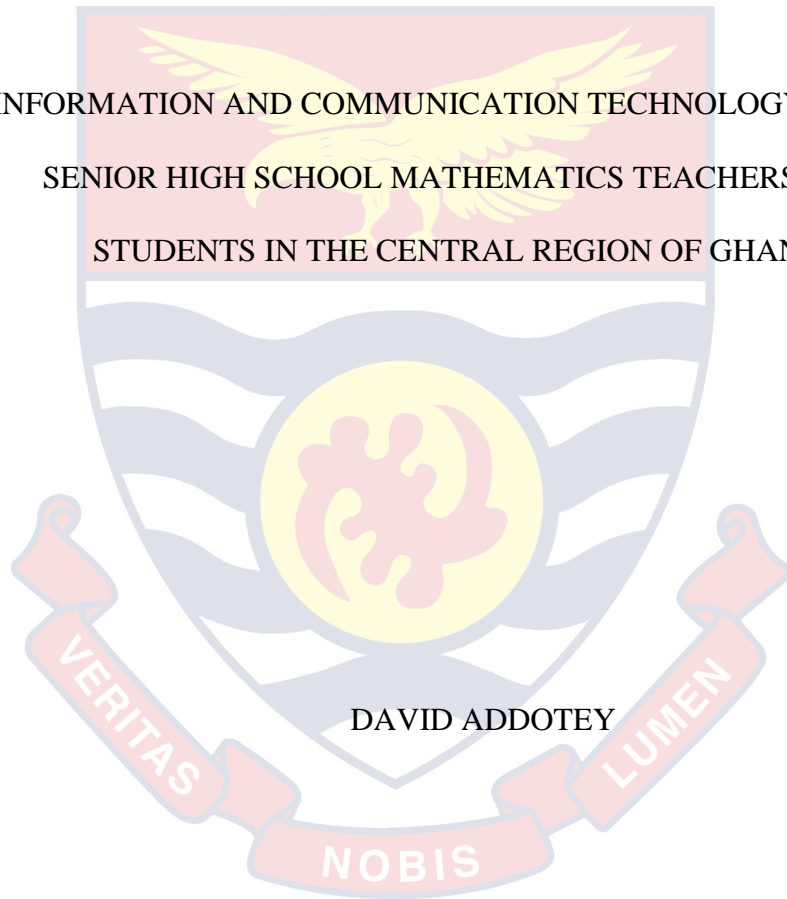 INFORMATION AND COMMUNICATION TECHNOLOGY
SENIOR HIGH SCHOOL MATHEMATICS TEACHERS
STUDENTS IN THE CENTRAL REGION OF GHAN
DAVID ADDOTEY
VERITAS
NOBIS
LUMEN